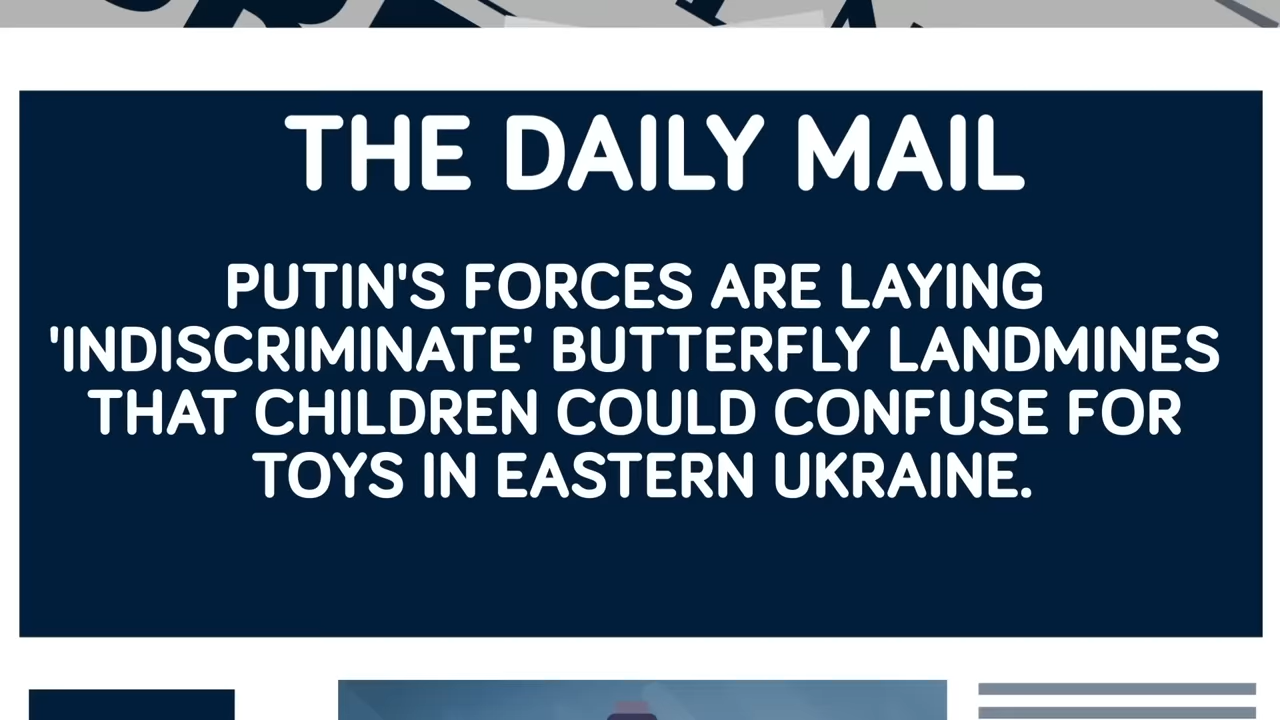 THE DAILY MAIL
PUTIN'S FORCES ARE LAYING
'INDISCRIMINATE' BUTTERFLY LANDMINES
THAT CHILDREN COULD CONFUSE FOR
TOYS IN EASTERN UKRAINE.